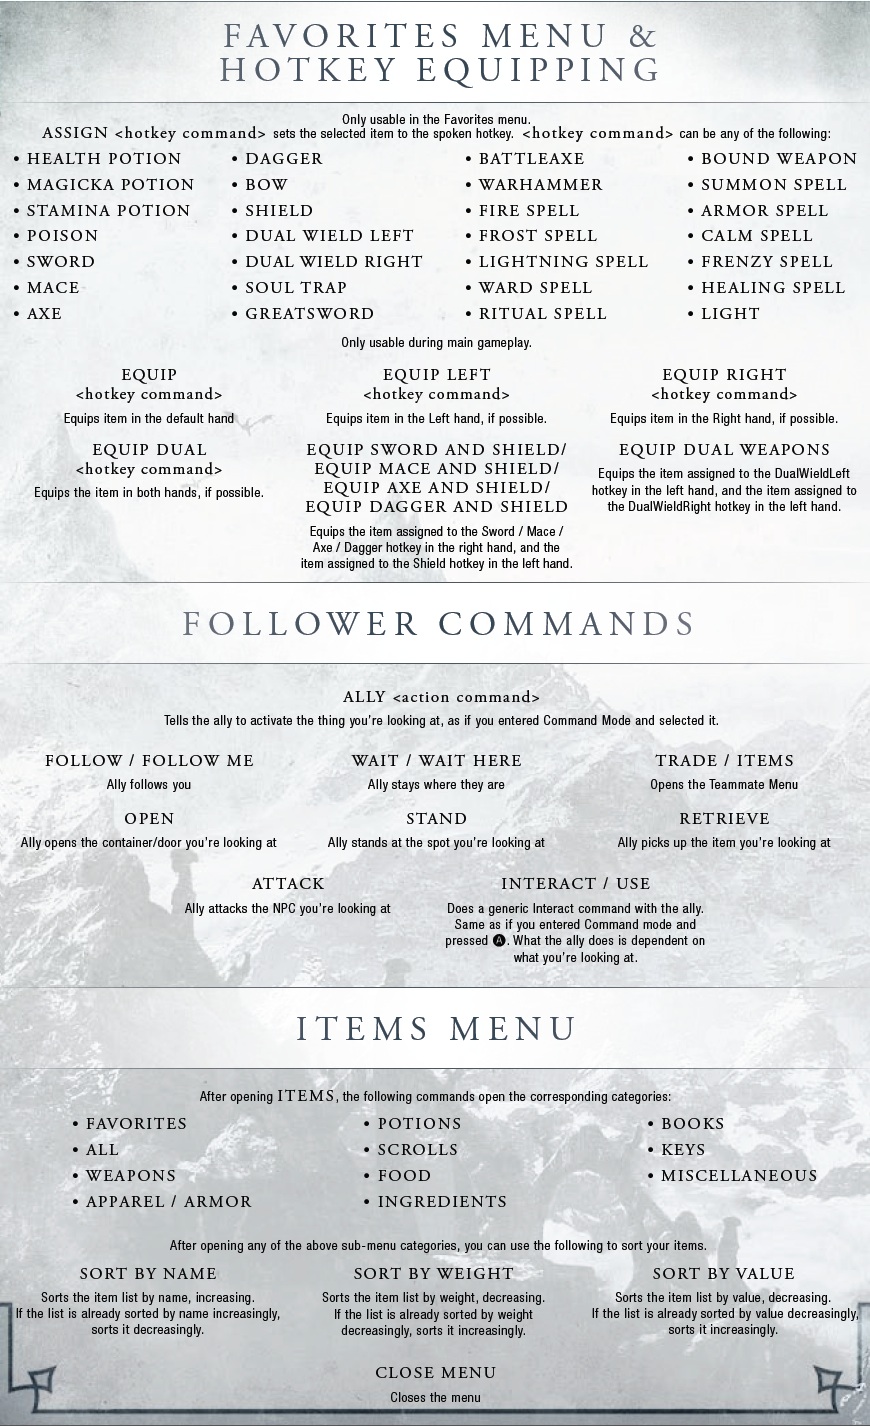 FAVORITES MENU &
HOTKEY EQUIPPING
Only usable in the Favorites menu.
ASSIGN <hotkey command> sets the selected item to the spoken hotkey. <hotkey command> can be any of the following:
• HEALTH POTION
• MAGICKA POTION
• STAMINA POTION
• POISON
• SWORD
• MACE
• AXE
• DAGGER
• BOW
• SHIELD
• DUAL WIELD LEFT
• DUAL WIELD RIGHT
• SOUL TRAP
• GREATSWORD
• BATTLEAXE
• WARHAMMER
• FIRE SPELL
• FROST SPELL
• LIGHTNING SPELL
• WARD SPELL
• RITUAL SPELL
• BOUND WEAPON
• SUMMON SPELL
• ARMOR SPELL
• CALM SPELL
• FRENZY SPELL
• HEALING SPELL
• LIGHT
Only usable during main gameplay.
EQUIP
<hotkey command>
Equips item in the default hand
EQUIP LEFT
<hotkey command>
Equips item in the Left hand, if possible.
EQUIP RIGHT
<hotkey command>
Equips item in the Right hand, if possible.
EQUIP DUAL
<hotkey command>
Equips the item in both hands, if possible.
EQUIP SWORD AND SHIELD/
EQUIP MACE AND SHIELD/
EQUIP AXE AND SHIELD/
EQUIP DAGGER AND SHIELD
Equips the item assigned to the Sword / Mace /
Axe / Dagger hotkey in the right hand, and the
item assigned to the Shield hotkey in the left hand.
EQUIP DUAL WEAPONS
Equips the item assigned to the DualWieldLeft
hotkey in the left hand, and the item assigned to
the DualWieldRight hotkey in the left hand.
FOLLOWER COMMANDS
ALLY <action command>
Tells the ally to activate the thing you're looking at, as if you entered Command Mode and selected it.
FOLLOW / FOLLOW ME
Ally follows you
WAIT / WAIT HERE
Ally stays where they are
TRADE / ITEMS
Opens the Teammate Menu
OPEN
Ally opens the container/door you're looking at
STAND
Ally stands at the spot you're looking at
RETRIEVE
Ally picks up the item you're looking at
ATTACK
Ally attacks the NPC you're looking at
INTERACT / USE
Does a generic Interact command with the ally.
Same as if you entered Command mode and
pressed A. What the ally does is dependent on
what you're looking at.
ITEMS MENU
After opening ITEMS, the following commands open the corresponding categories:
• FAVORITES
• ALL
• WEAPONS
• APPAREL / ARMOR
• POTIONS
• SCROLLS
• FOOD
• INGREDIENTS
• BOOKS
• KEYS
• MISCELLANEOUS
After opening any of the above sub-menu categories, you can use the following to sort your items.
SORT BY NAME
Sorts the item list by name, increasing.
If the list is already sorted by name increasingly,
sorts it decreasingly.
SORT BY WEIGHT
Sorts the item list by weight, decreasing.
If the list is already sorted by weight
decreasingly, sorts it increasingly.
SORT BY VALUE
Sorts the item list by value, decreasing.
If the list is already sorted by value decreasingly,
sorts it increasingly.
CLOSE MENU
Closes the menu